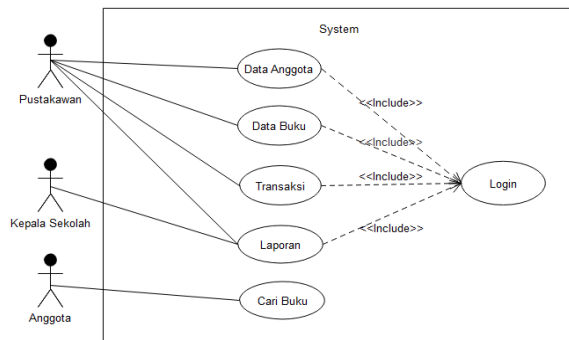 System
Pustakawan
Data Anggota
<<Include>>
Data Buku
<<Include>>
Kepala Sekolah
Transaksi
<<Include>>
Login
Laporan
<<Include>>
Anggota
Cari Buku